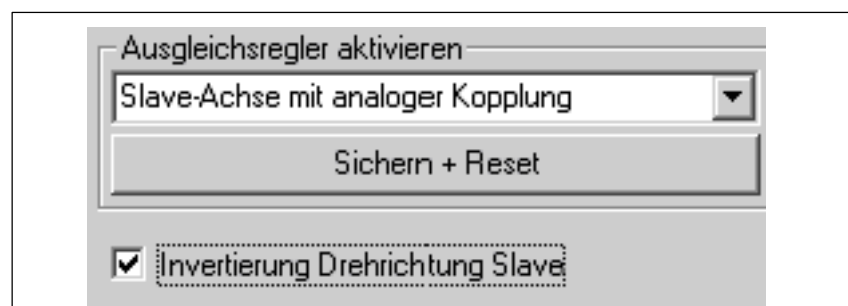 Ausgleichsregler aktivieren
Slave-Achse mit analoger Kopplung
Sichern + Reset
Invertierung Drehrichtung Slave